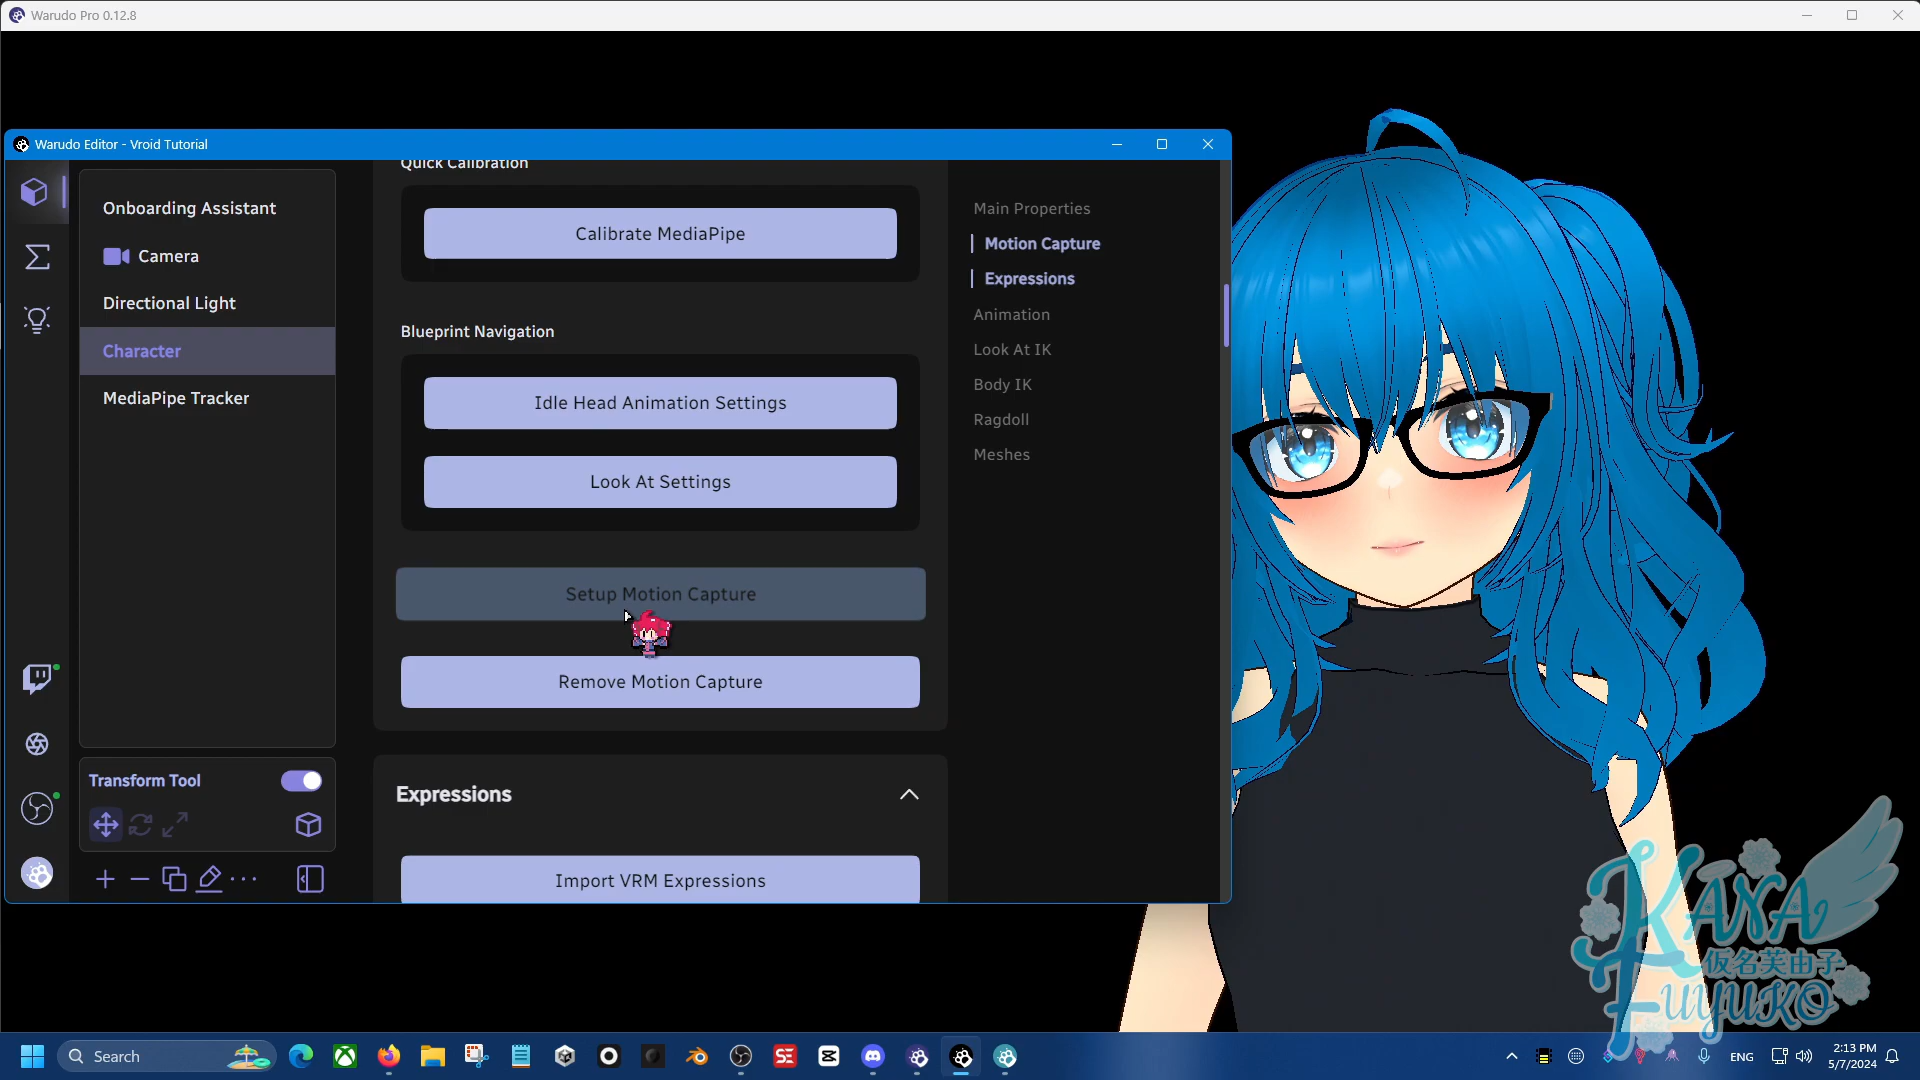 Warudo Pro 0.12.8
Warudo Editor - Vroid Tutorial
Onboarding Assistant
Camera
Directional Light
Character
MediaPipe Tracker
Transform Tool
Quick Calibration
Calibrate MediaPipe
Blueprint Navigation
Idle Head Animation Settings
Look At Settings
Setup Motion Capture
Remove Motion Capture
Expressions
Import VRM Expressions
Main Properties
Motion Capture
Expressions
Animation
Look At IK
Body IK
Ragdoll
Meshes
KANA
仮名芙由子
FUYUKO
Search
SE
ENG
2:13 PM
5/7/2024